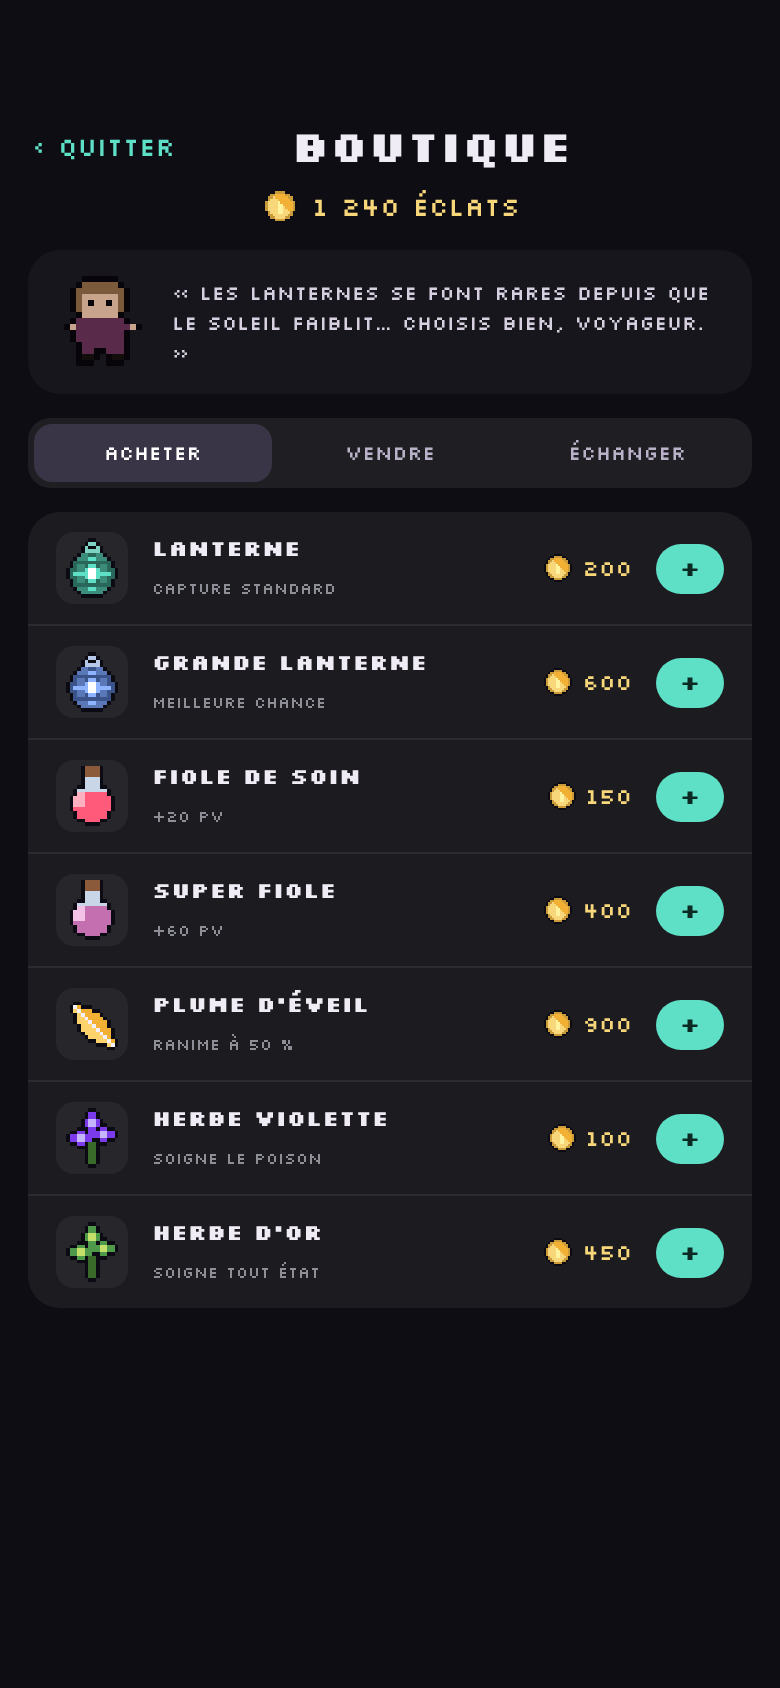 ‹ QUITTER
BOUTIQUE
1 240 ÉCLATS
« LES LANTERNES SE FONT RARES DEPUIS QUE
LE SOLEIL FAIBLIT… CHOISIS BIEN, VOYAGEUR.
»
ACHETER
VENDRE
ÉCHANGER
LANTERNE
CAPTURE STANDARD
200
+
GRANDE LANTERNE
MEILLEURE CHANCE
600
+
FIOLE DE SOIN
+20 PV
150
+
SUPER FIOLE
+60 PV
400
+
PLUME D'ÉVEIL
RANIME À 50 %
900
+
HERBE VIOLETTE
SOIGNE LE POISON
100
+
HERBE D'OR
SOIGNE TOUT ÉTAT
450
+